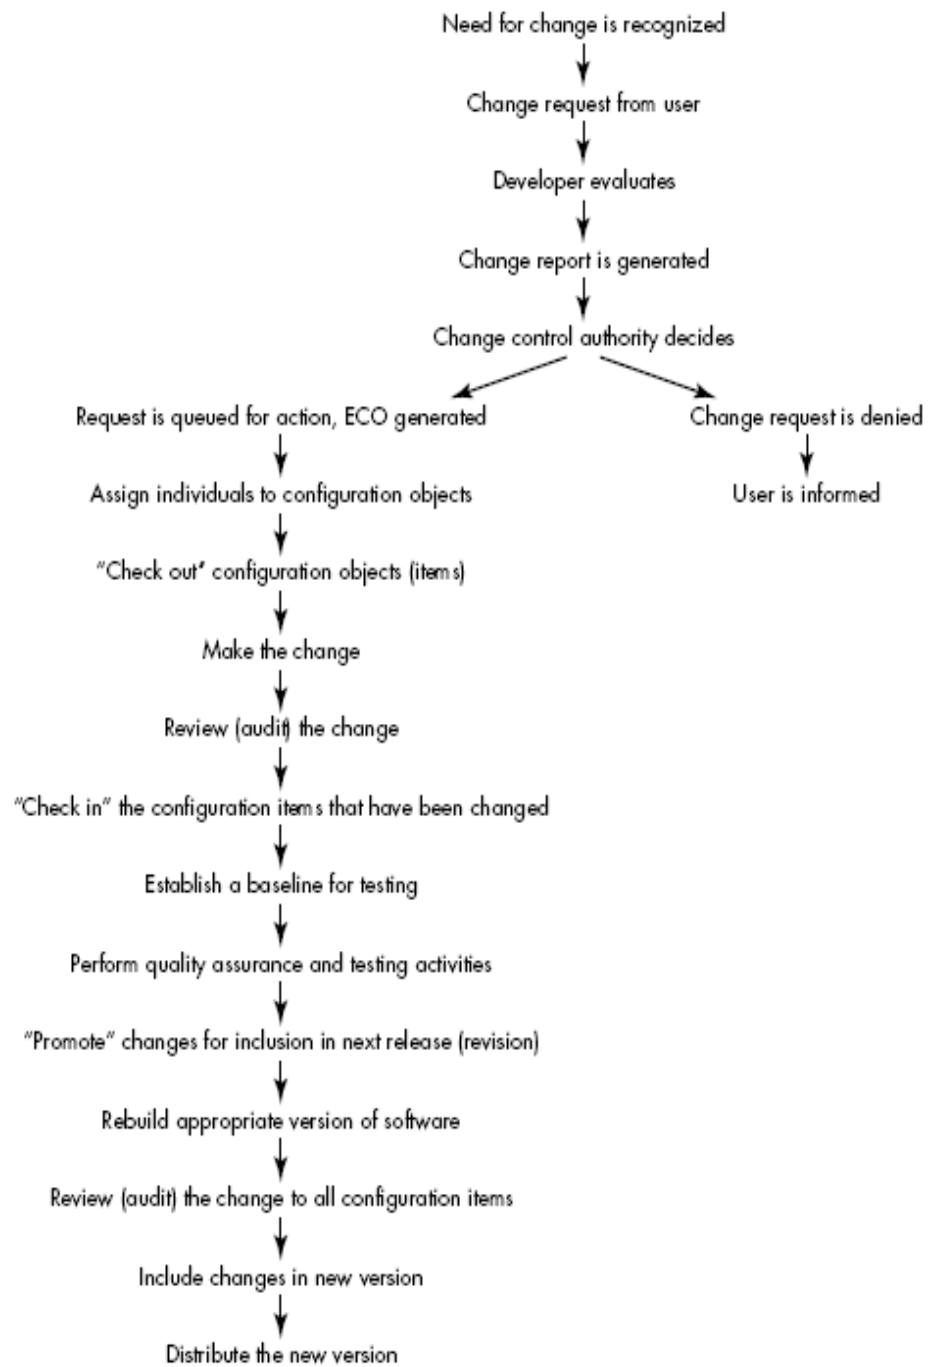 Need for change is recognized
Change request from user
Developer evaluates
Change report is generated
Change control authority decides
Request is queued for action, ECO generated
Change request is denied
Assign individuals to configuration objects
User is informed
“Check out” configuration objects (items)
Make the change
Review (audit) the change
“Check in” the configuration items that have been changed
Establish a baseline for testing
Perform quality assurance and testing activities
“Promote” changes for inclusion in next release (revision)
Rebuild appropriate version of software
Review (audit) the change to all configuration items
Include changes in new version
Distribute the new version